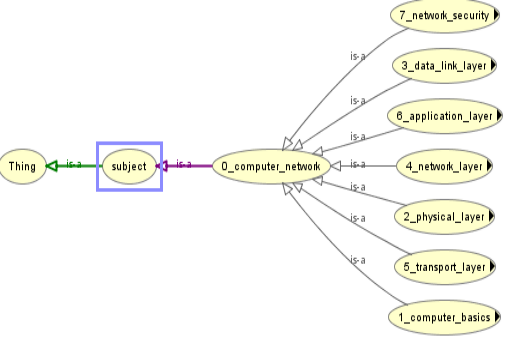 7_network_security
is-a
3_data_link_layer
is-a
6_application_layer
is-a
Thing
is-a
subject
is-a
0_computer_network
is-a
4_network_layer
is-a
2_physical_layer
is-a
5_transport_layer
is-a
1_computer_basics